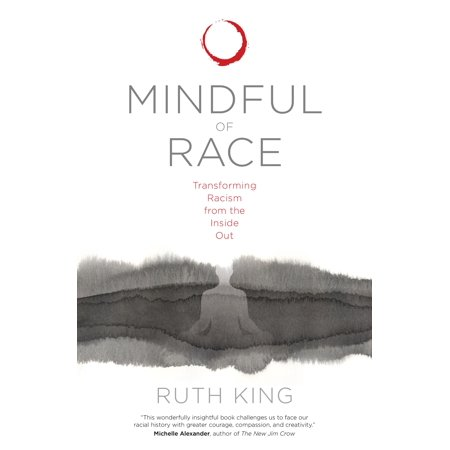 MINDFUL
OF
RACE
Transforming
Racism
from the
Inside
Out
RUTH KING
"This wonderfully insightful book challenges us to face our
racial history with greater courage, compassion, and creativity."
Michelle Alexander, author of The New Jim Crow